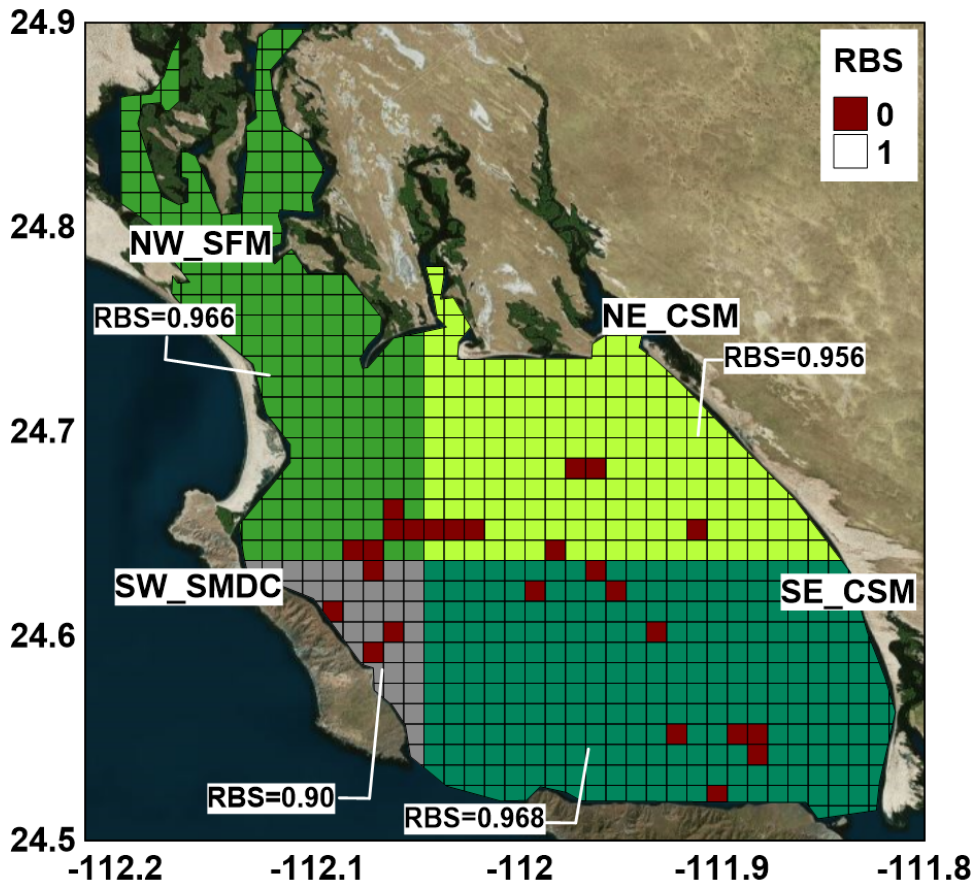 24.9
RBS
0
1
24.8
NW_SFM
RBS=0.966
NE_CSM
RBS=0.956
24.7
SW_SMDC
SE_CSM
24.6
RBS=0.90
RBS=0.968
24.5
-112.2 -112.1 -112 -111.9 -111.8